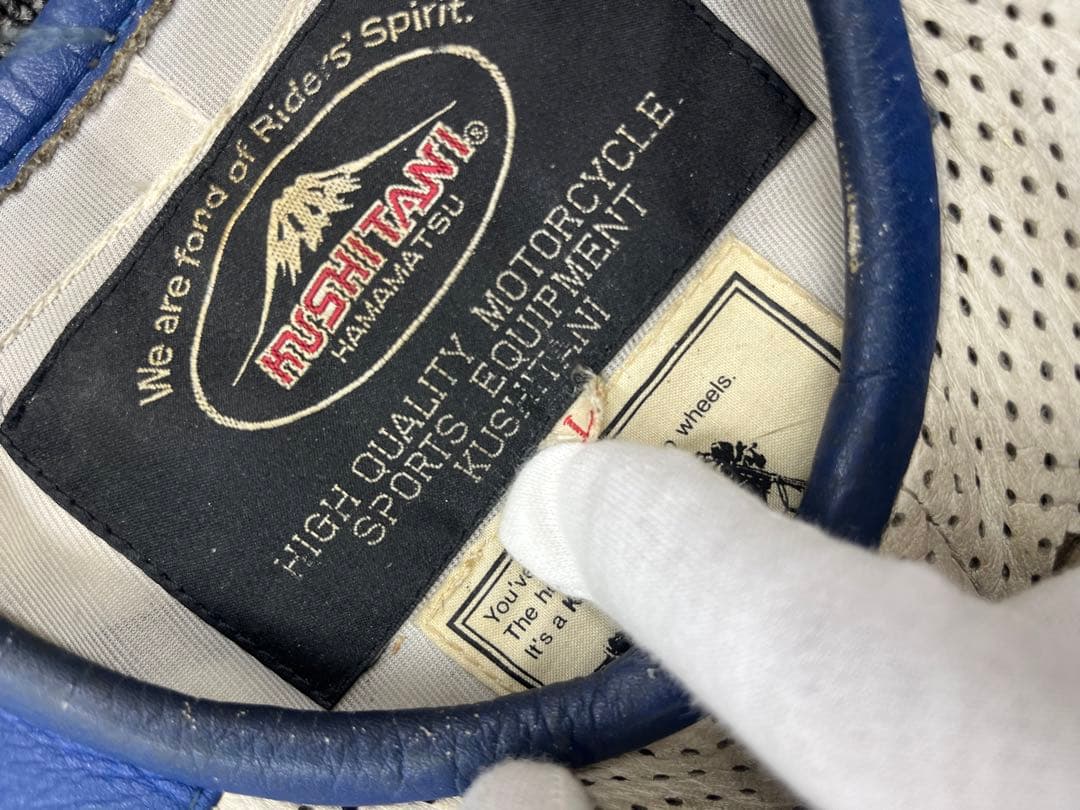 We are fond of Riders' Spirit.
KUSHITANI®
HAMAMATSU
HIGH QUALITY MOTORCYCLE
SPORTS EQUIPMENT
KUSHITANI
L
wheels.
You've
The
It's a K